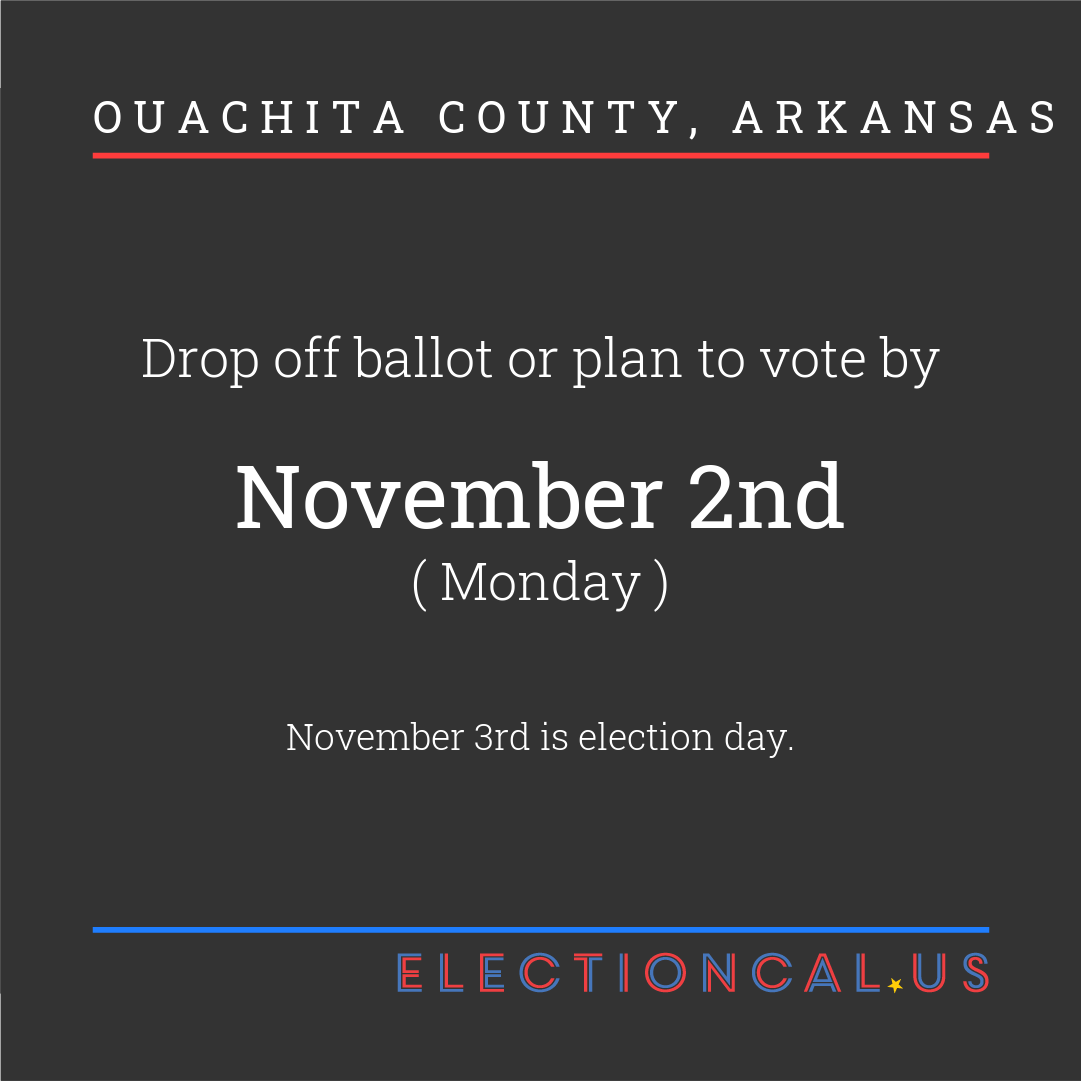 OUACHITA COUNTY, ARKANSAS
Drop off ballot or plan to vote by
November 2nd
( Monday )
November 3rd is election day.
ELECTIONCAL.US